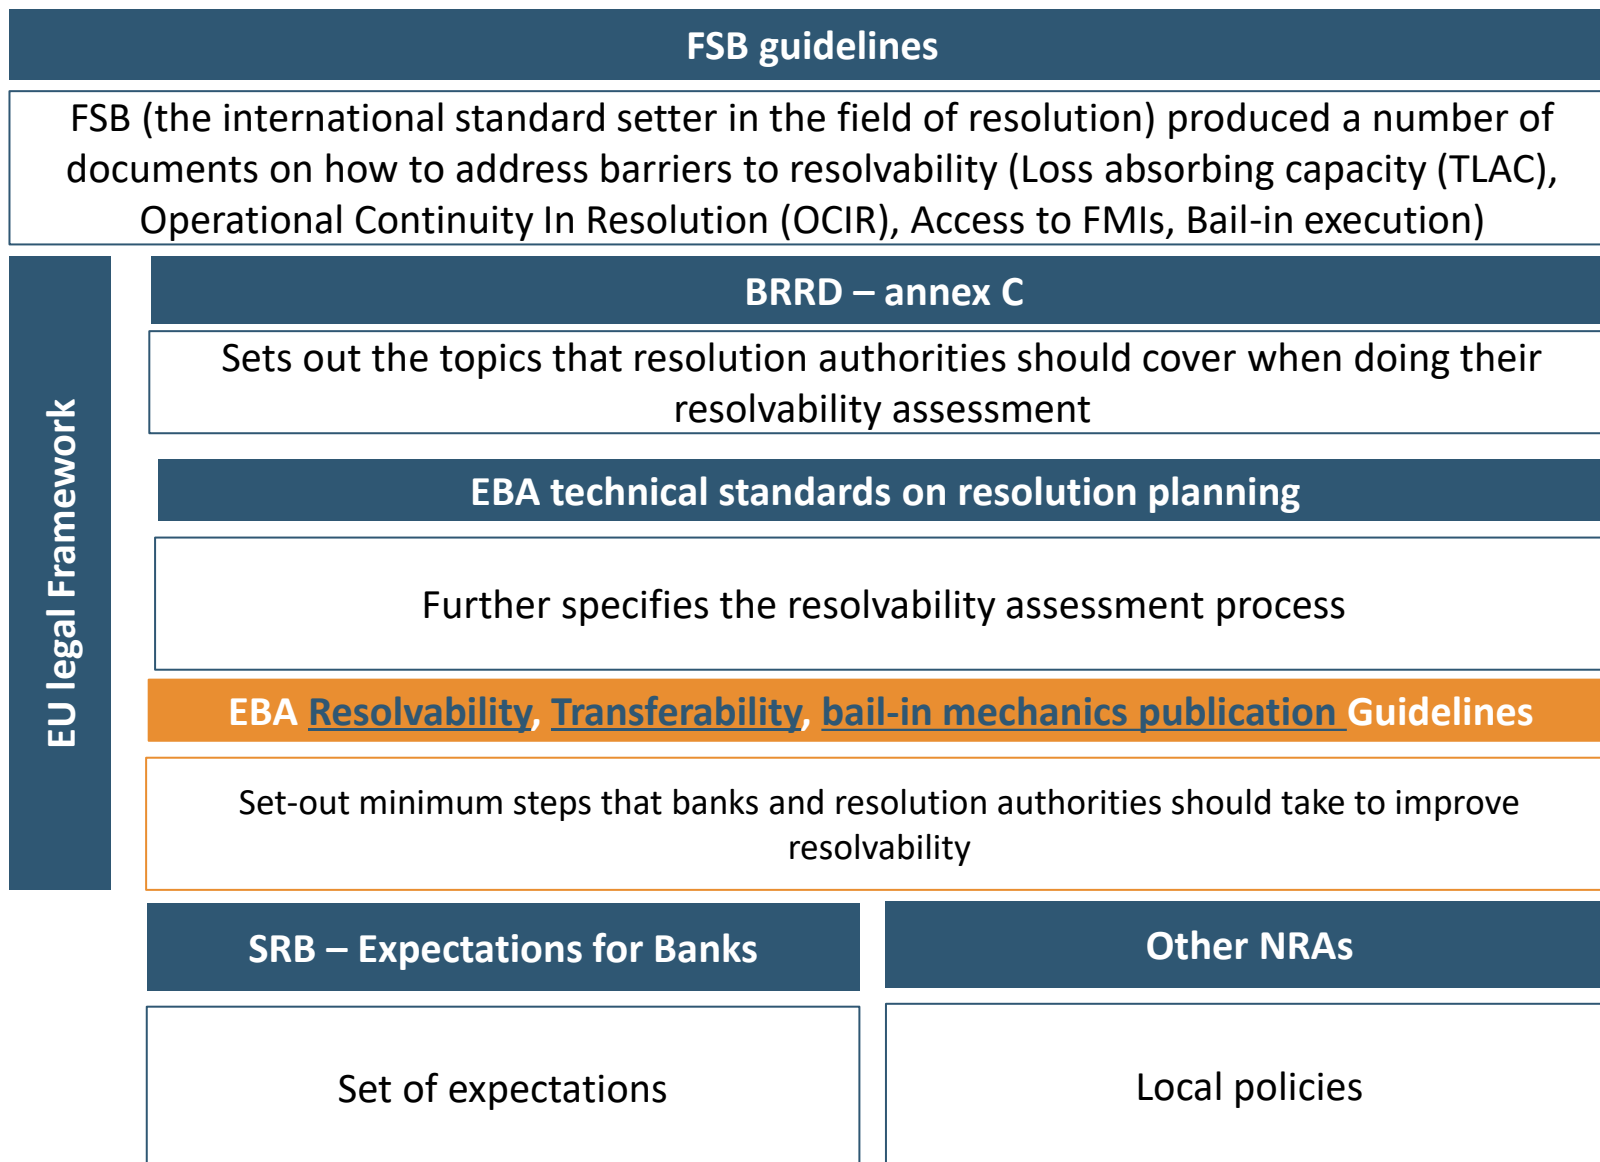 FSB guidelines
FSB (the international standard setter in the field of resolution) produced a number of
documents on how to address barriers to resolvability (Loss absorbing capacity (TLAC),
Operational Continuity In Resolution (OCIR), Access to FMIs, Bail-in execution)
EU legal Framework
BRRD – annex C
Sets out the topics that resolution authorities should cover when doing their
resolvability assessment
EBA technical standards on resolution planning
Further specifies the resolvability assessment process
EBA Resolvability, Transferability, bail-in mechanics publication Guidelines
Set-out minimum steps that banks and resolution authorities should take to improve
resolvability
SRB – Expectations for Banks
Set of expectations
Other NRAs
Local policies